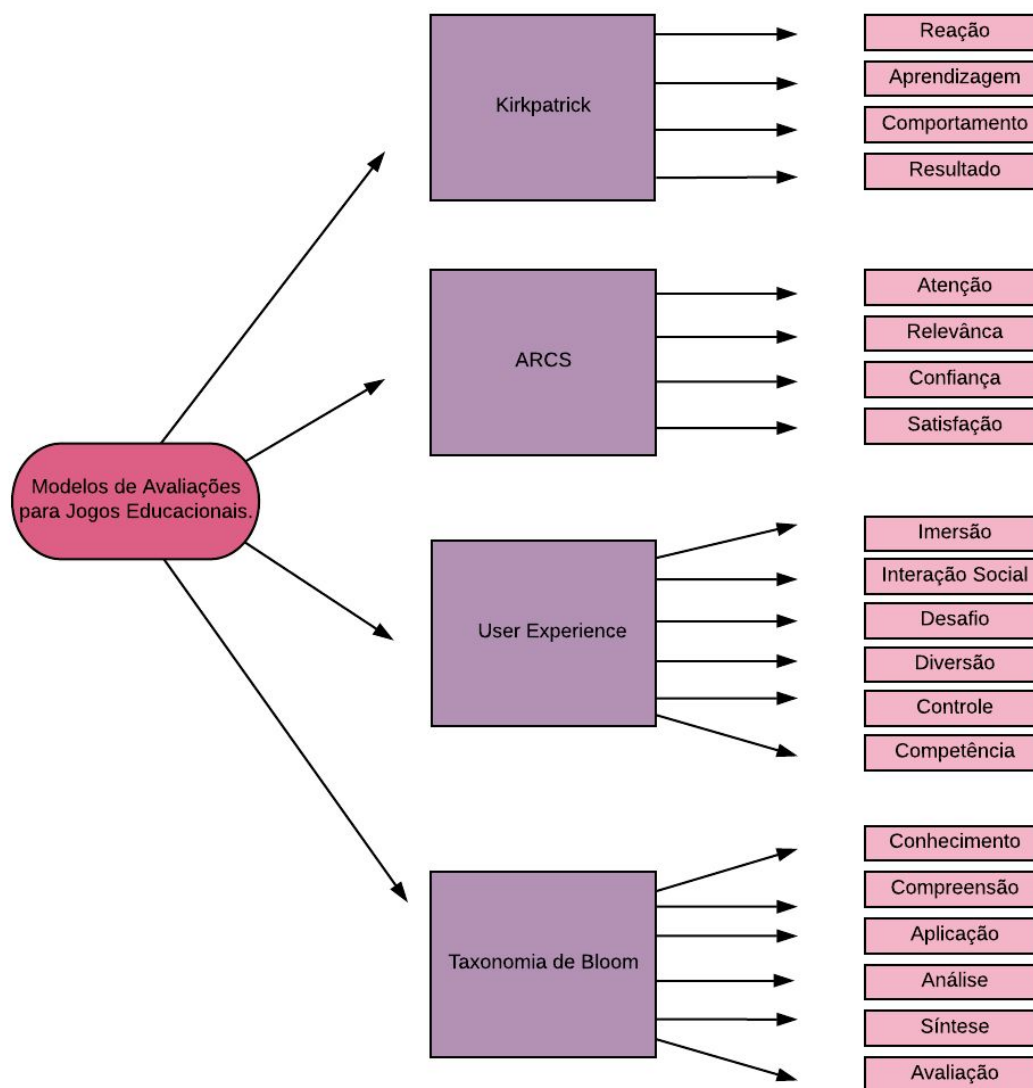 Kirkpatrick
Reação
Aprendizagem
Comportamento
Resultado
ARCS
Atenção
Relevânca
Confiança
Satisfação
Modelos de Avaliações
para Jogos Educacionais.
User Experience
Imersão
Interação Social
Desafio
Diversão
Controle
Competência
Taxonomia de Bloom
Conhecimento
Compreensão
Aplicação
Análise
Síntese
Avaliação